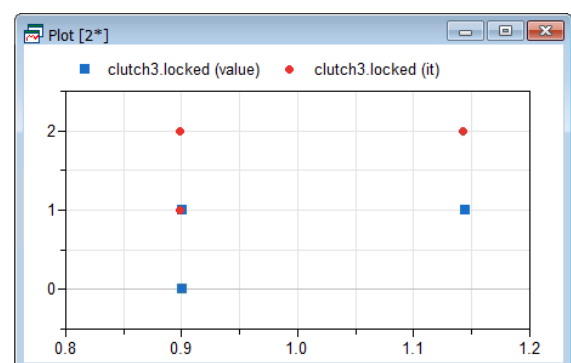 Plot [2*]
clutch3.locked (value) clutch3.locked (it)
2
1
0
0.8 0.9 1.0 1.1 1.2